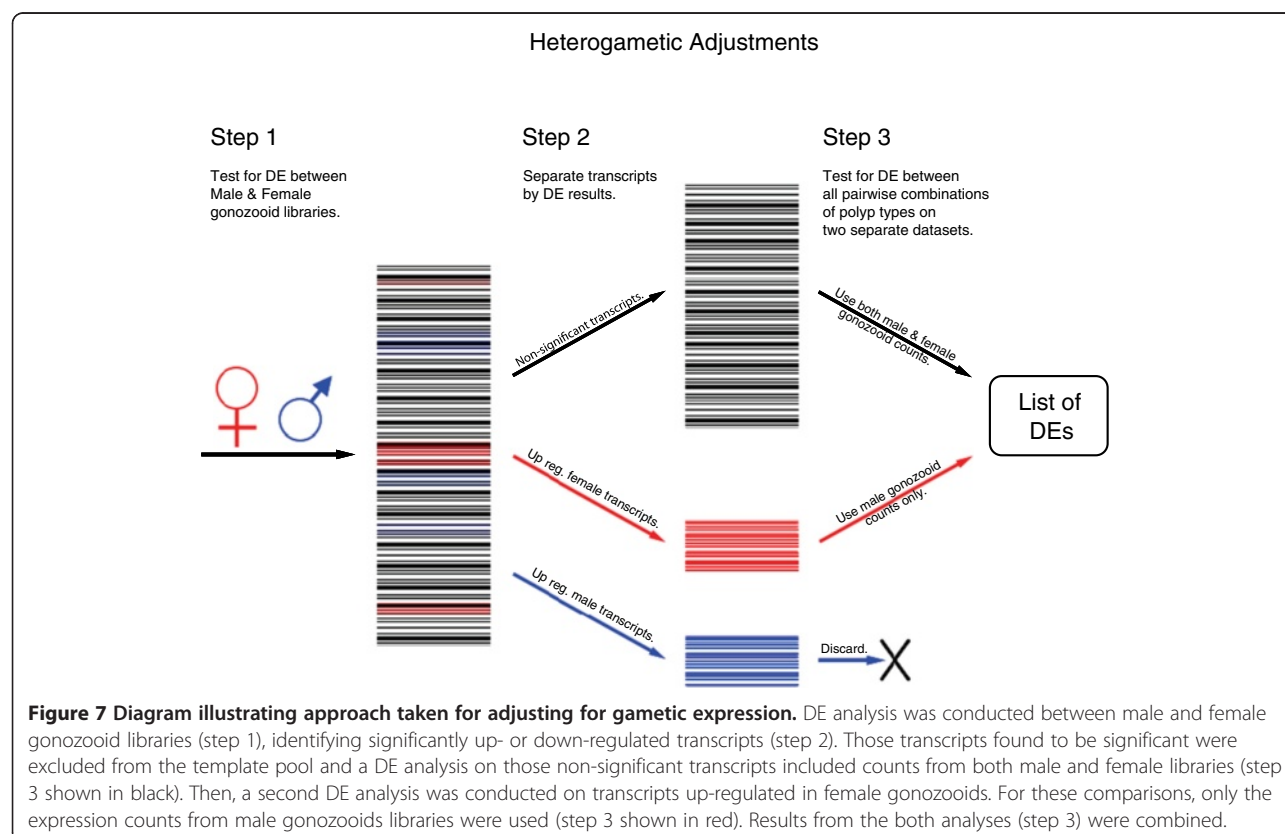 Heterogametic Adjustments
Step 1
Test for DE between
Male & Female
gonozooid libraries.
Step 2
Separate transcripts
by DE results.
Step 3
Test for DE between
all pairwise combinations
of polyp types on
two separate datasets.
Non-significant transcripts.
Use both male & female
gonozooid counts.
List of
DEs
Up reg. female transcripts.
Use male gonozooid
counts only.
Up reg. male transcripts.
Discard.
Figure 7 Diagram illustrating approach taken for adjusting for gametic expression. DE analysis was conducted between male and female
gonozooid libraries (step 1), identifying significantly up- or down-regulated transcripts (step 2). Those transcripts found to be significant were
excluded from the template pool and a DE analysis on those non-significant transcripts included counts from both male and female libraries (step
3 shown in black). Then, a second DE analysis was conducted on transcripts up-regulated in female gonozooids. For these comparisons, only the
expression counts from male gonozooids libraries were used (step 3 shown in red). Results from the both analyses (step 3) were combined.